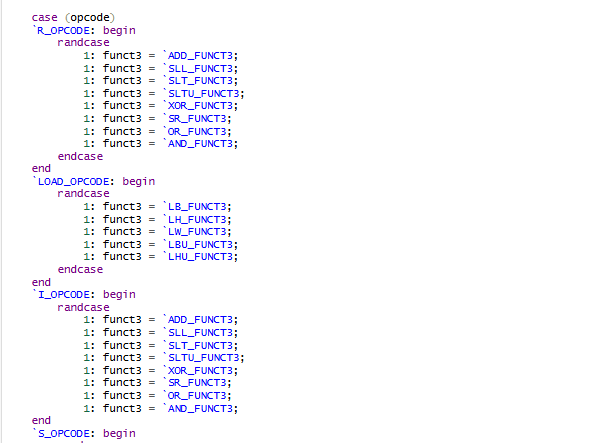 case (opcode)
`R_OPCODE: begin
randcase
1: funct3 = `ADD_FUNCT3;
1: funct3 = `SLL_FUNCT3;
1: funct3 = `SLT_FUNCT3;
1: funct3 = `SLTU_FUNCT3;
1: funct3 = `XOR_FUNCT3;
1: funct3 = `SR_FUNCT3;
1: funct3 = `OR_FUNCT3;
1: funct3 = `AND_FUNCT3;
endcase
end
`LOAD_OPCODE: begin
randcase
1: funct3 = `LB_FUNCT3;
1: funct3 = `LH_FUNCT3;
1: funct3 = `LW_FUNCT3;
1: funct3 = `LBU_FUNCT3;
1: funct3 = `LHU_FUNCT3;
endcase
end
`I_OPCODE: begin
randcase
1: funct3 = `ADD_FUNCT3;
1: funct3 = `SLL_FUNCT3;
1: funct3 = `SLT_FUNCT3;
1: funct3 = `SLTU_FUNCT3;
1: funct3 = `XOR_FUNCT3;
1: funct3 = `SR_FUNCT3;
1: funct3 = `OR_FUNCT3;
1: funct3 = `AND_FUNCT3;
end
`S_OPCODE: begin